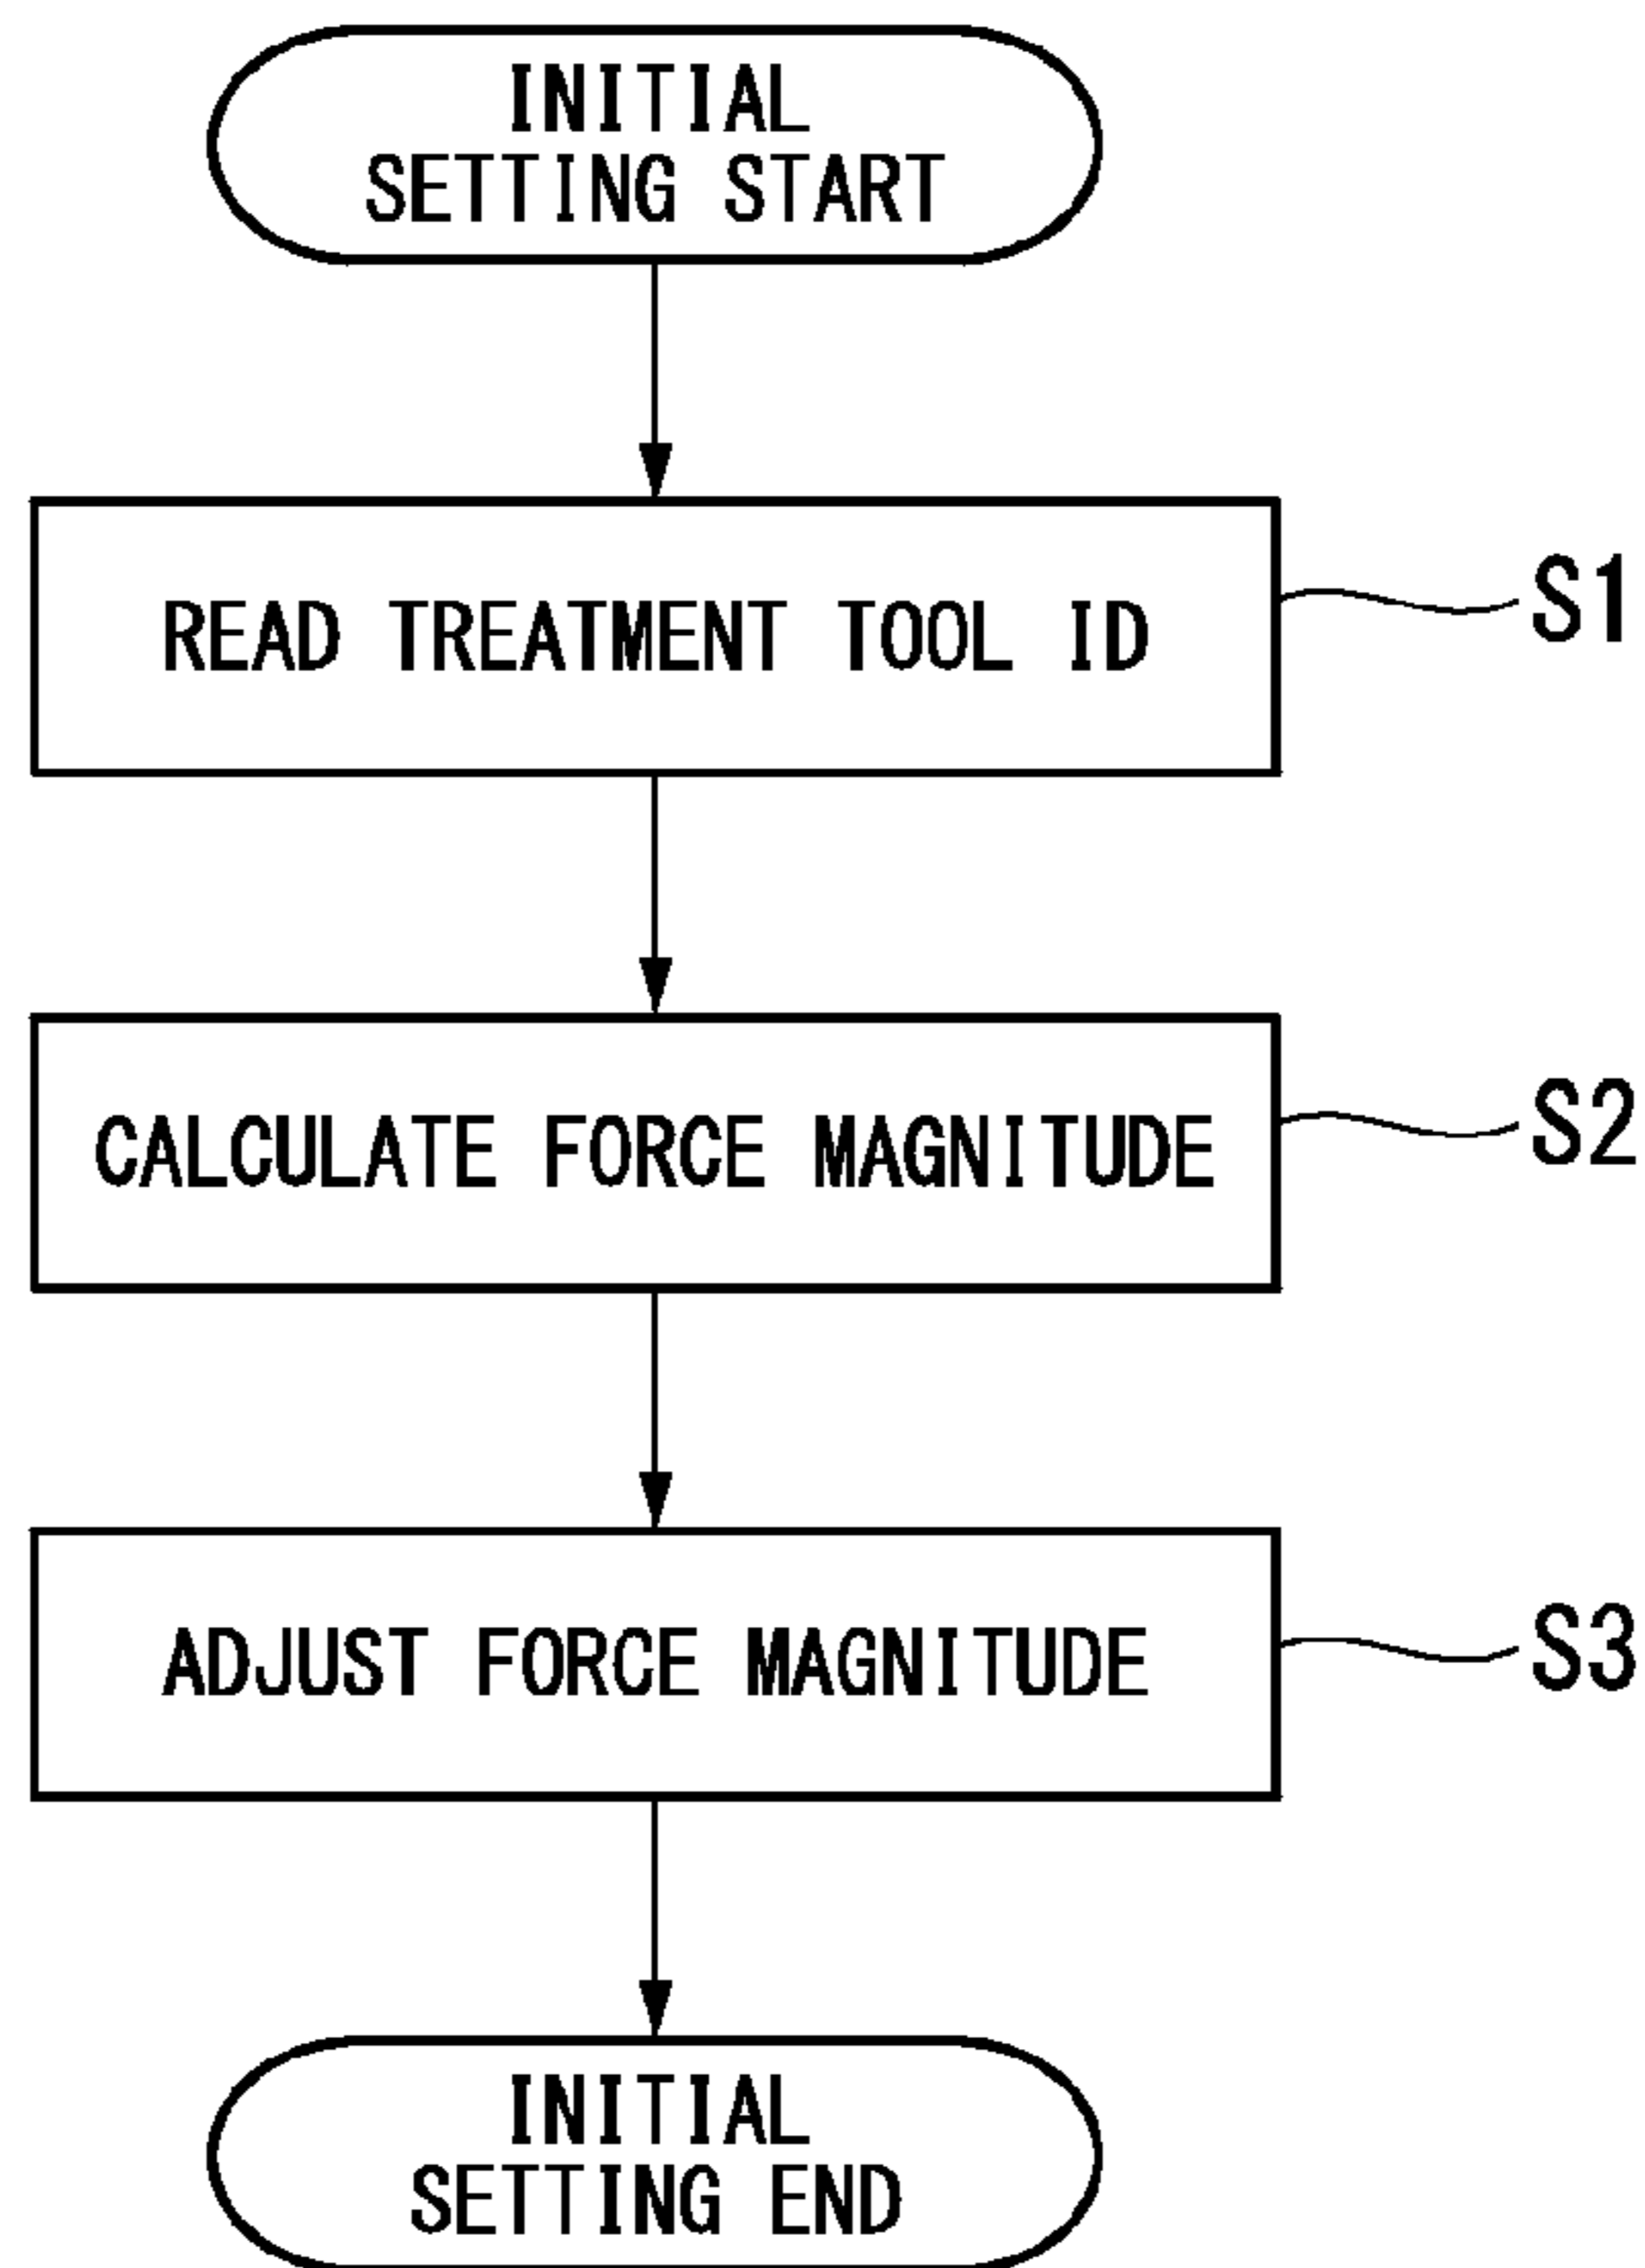 INITIAL
SETTING START
READ TREATMENT TOOL ID
S1
CALCULATE FORCE MAGNITUDE
S2
ADJUST FORCE MAGNITUDE
S3
INITIAL
SETTING END